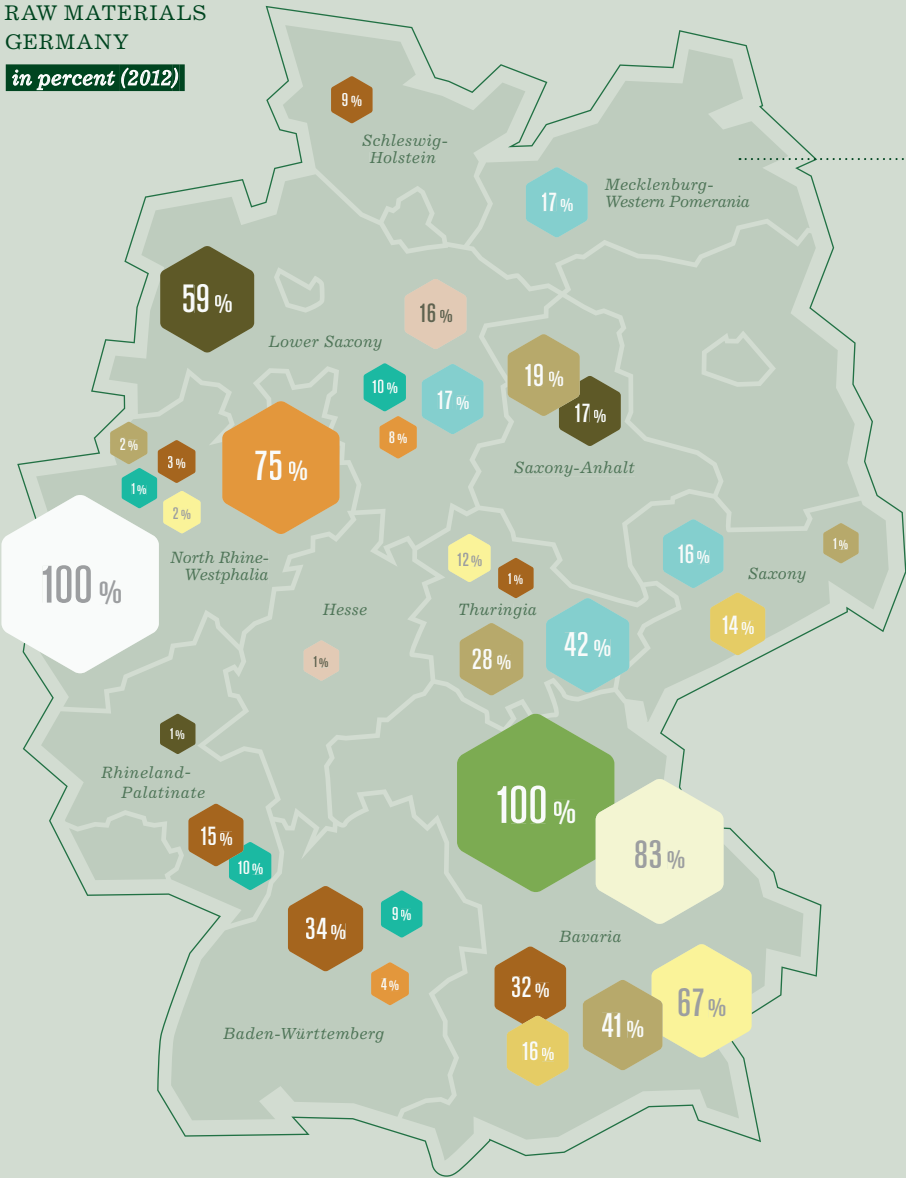 RAW MATERIALS
GERMANY
in percent (2012)
9 %
Schleswig-
Holstein
17 %
Mecklenburg-
Western Pomerania
59 %
16 %
Lower Saxony
10 %
17 %
8 %
19 %
17 %
Saxony-Anhalt
2 %
3 %
1 %
2 %
75 %
North Rhine-
Westphalia
100 %
Hesse
1 %
12 %
1 %
Thuringia
28 %
42 %
16 %
1 %
Saxony
14 %
1 %
Rhineland-
Palatinate
15 %
10 %
100 %
83 %
Bavaria
34 %
9 %
4 %
Baden-Württemberg
32 %
16 %
41 %
67 %